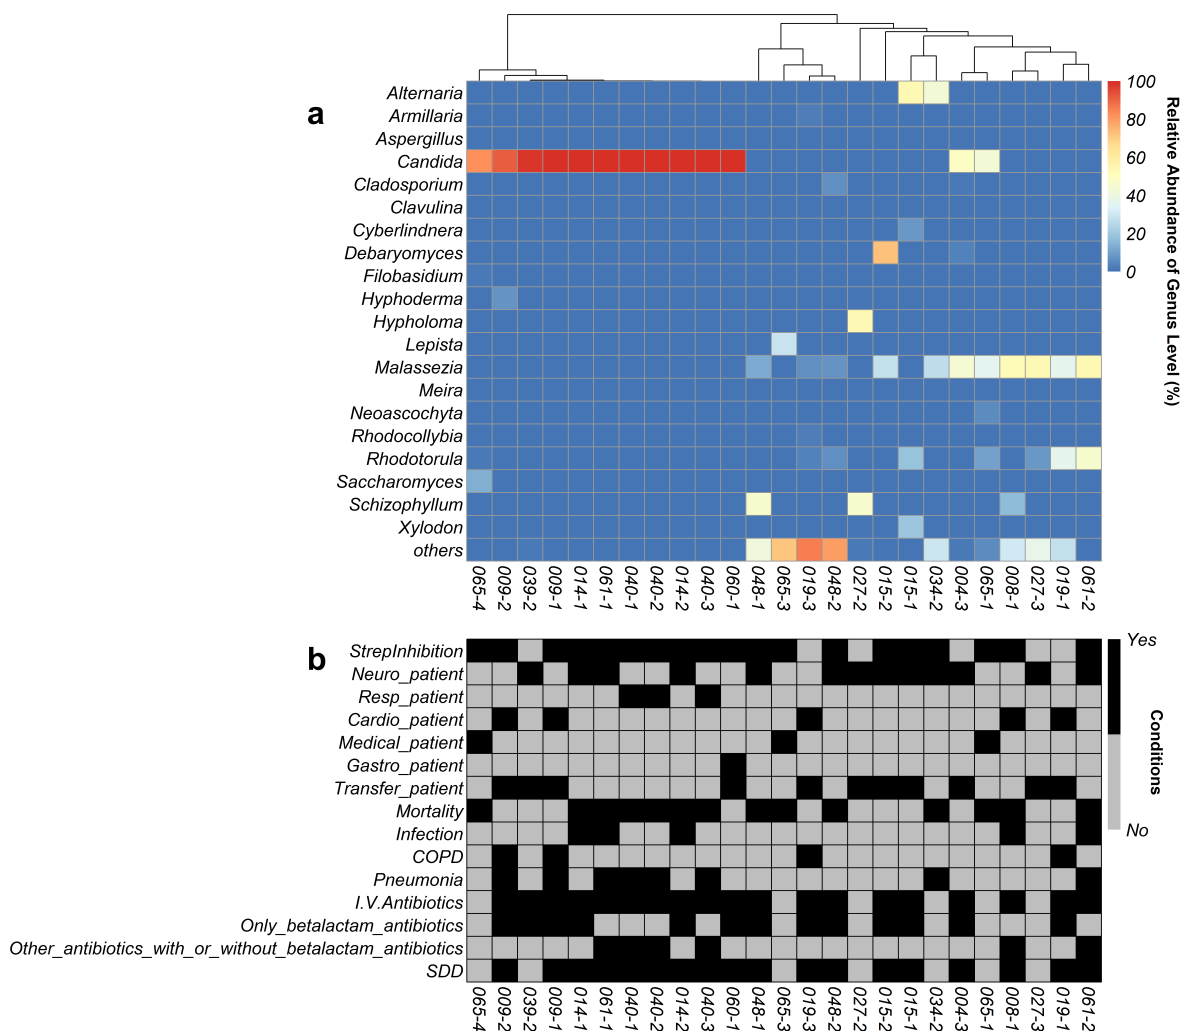 a
Alternaria
Armillaria
Aspergillus
Candida
Cladosporium
Clavulina
Cyberlindnera
Debaryomyces
Filobasidium
Hyphoderma
Hypholoma
Lepista
Malassezia
Meira
Neoascochyta
Rhodocollybia
Rhodotorula
Saccharomyces
Schizophyllum
Xylodon
others
065-4 009-2 039-2 009-1 014-1 061-1 040-1 040-2 014-2 040-3 060-1 048-1 065-3 019-3 048-2 027-2 015-2 015-1 034-2 004-3 065-1 008-1 027-3 019-1 061-2
100
80
60
40
20
0
Relative Abundance of Genus Level (%)
b
StrepInhibition
Neuro_patient
Resp_patient
Cardio_patient
Medical_patient
Gastro_patient
Transfer_patient
Mortality
Infection
COPD
Pneumonia
I.V.Antibiotics
Only_betalactam_antibiotics
Other_antibiotics_with_or_without_betalactam_antibiotics
SDD
065-4 009-2 039-2 009-1 014-1 061-1 040-1 040-2 014-2 040-3 060-1 048-1 065-3 019-3 048-2 027-2 015-2 015-1 034-2 004-3 065-1 008-1 027-3 019-1 061-2
Yes
No
Conditions